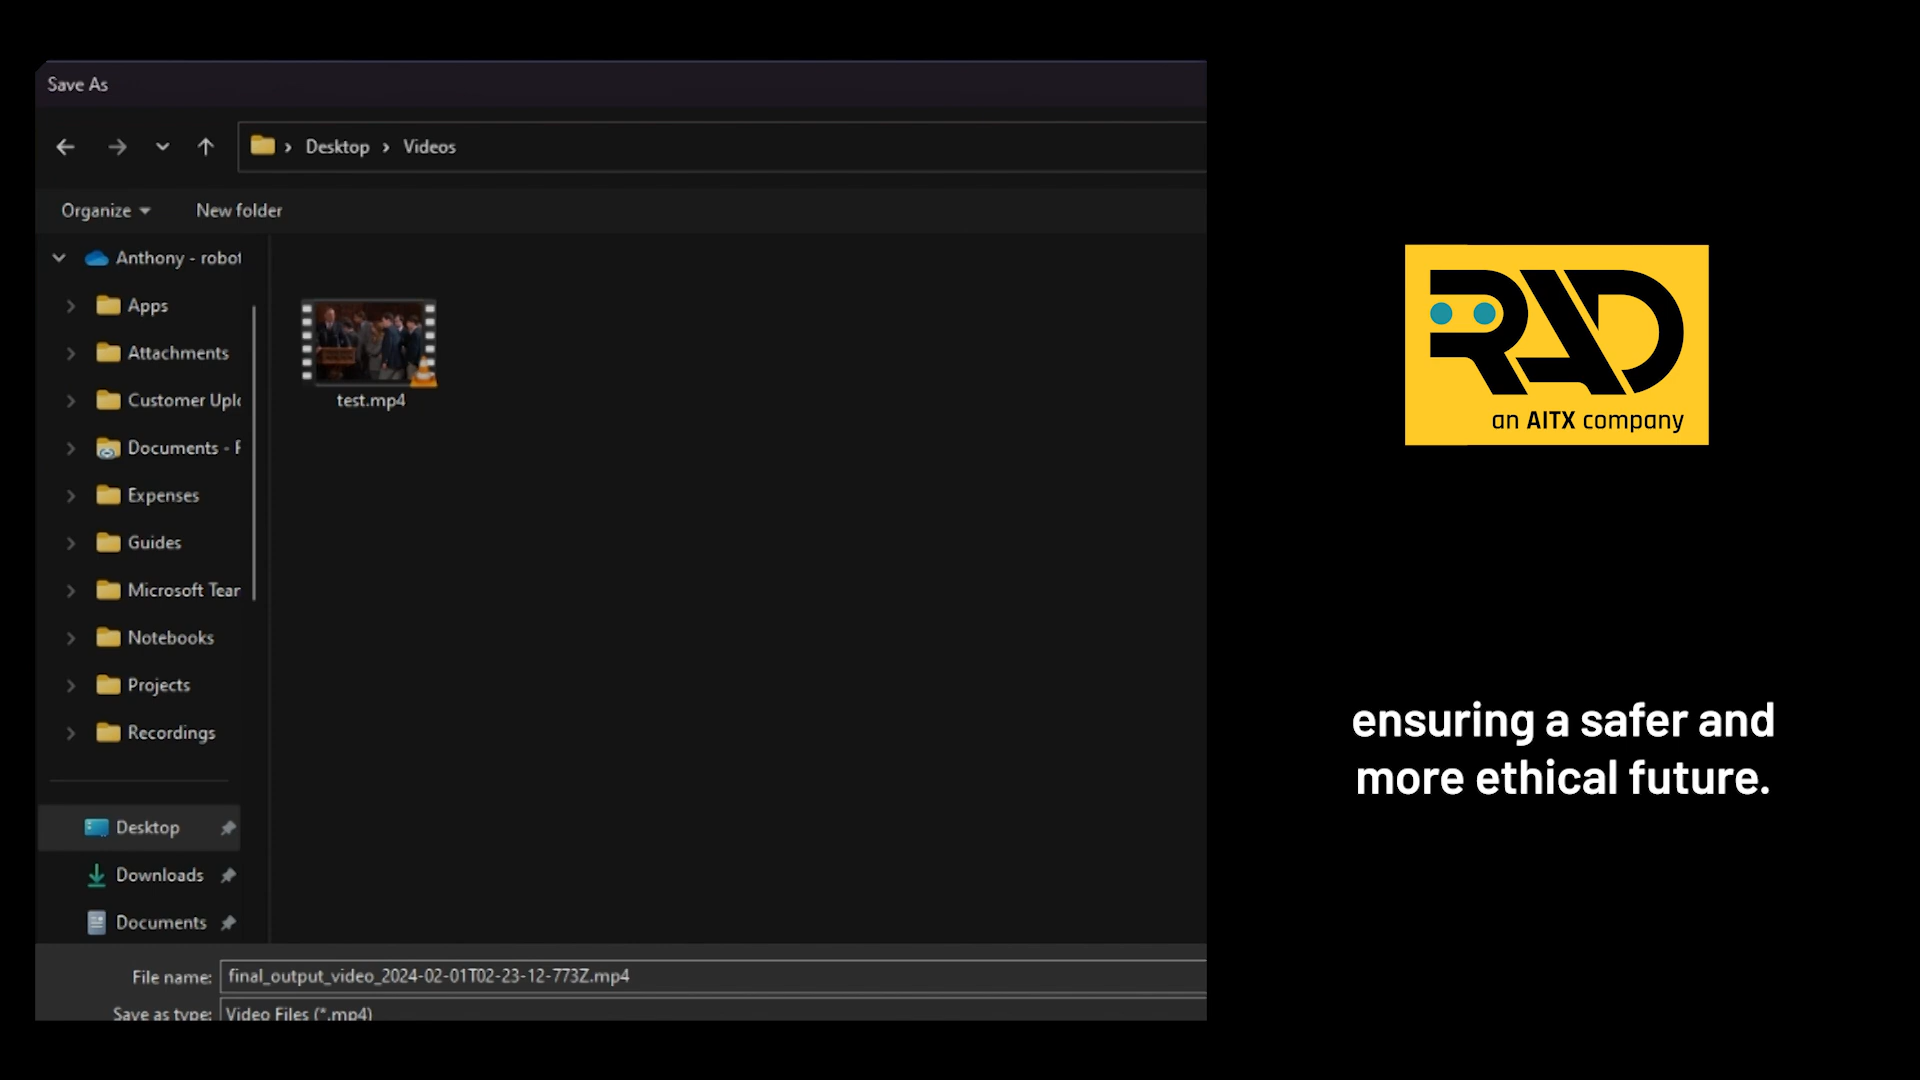 Save As
Desktop > Videos
Organize
New folder
Anthony - robot
Apps
Attachments
Customer Uplo
Documents - F
Expenses
Guides
Microsoft Tear
Notebooks
Projects
Recordings
Desktop
Downloads
Documents
test.mp4
File name: final_output_video_2024-02-01T02-23-12-773Z.mp4
Save as type: Video Files (*.mp4)
RAD
an AITX company
ensuring a safer and
more ethical future.